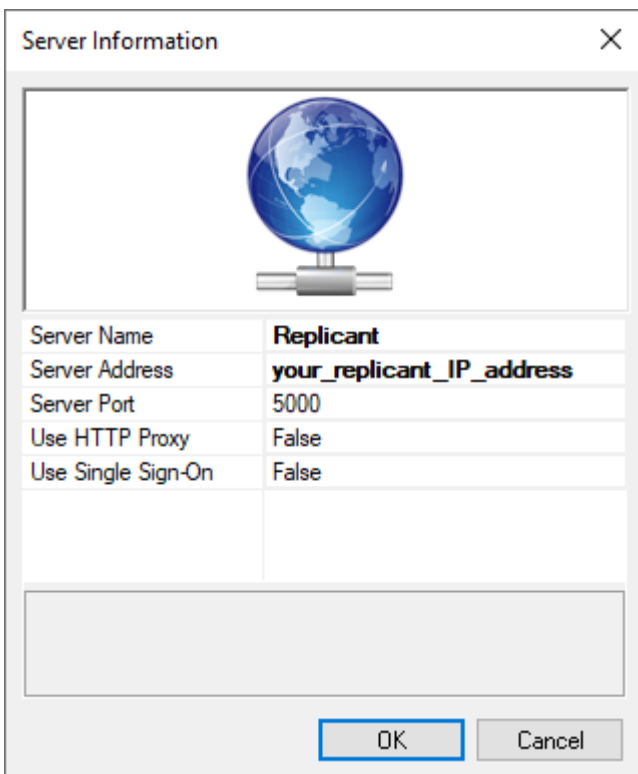 Server Information
Server Name Replicant
Server Address your_replicant_IP_address
Server Port 5000
Use HTTP Proxy False
Use Single Sign-On False
OK Cancel